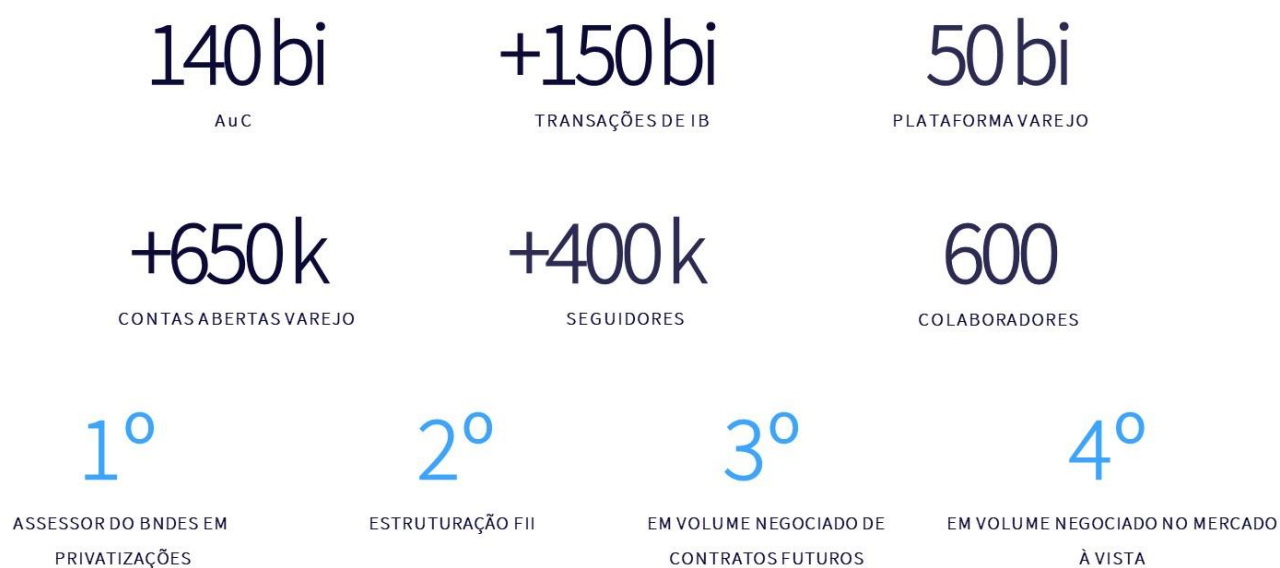 140 bi
+150 bi
50 bi
AuC
TRANSAÇÕES DE IB
PLATAFORMA VAREJO
+650 k
+400 k
600
CONTAS ABERTAS VAREJO
SEGUIDORES
COLABORADORES
1º
2º
3º
4º
ASSESSOR DO BNDES EM
PRIVATIZAÇÕES
ESTRUTURAÇÃO FII
EM VOLUME NEGOCIADO DE
CONTRATOS FUTUROS
EM VOLUME NEGOCIADO NO MERCADO
À VISTA